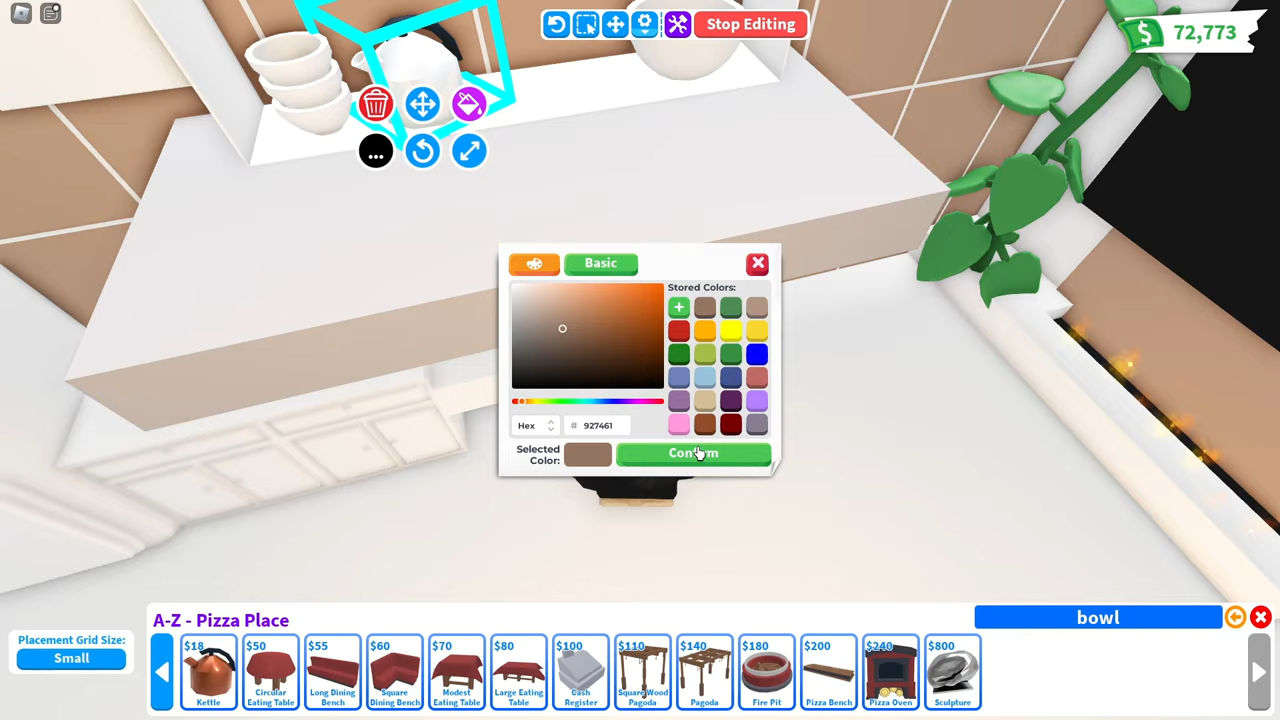 Stop Editing
$ 72,773
...
Basic
X
Stored Colors:
+
Hex
# 927461
Selected
Color:
Confirm
A-Z - Pizza Place
bowl
Placement Grid Size:
Small
$18
Kettle
$50
Circular
Eating Table
$55
Long Dining
Bench
$60
Square
Dining Bench
$70
Modest
Eating Table
$80
Large Eating
Table
$100
Cash
Register
$110
Square Wood
Pagoda
$140
Pagoda
$180
Fire Pit
$200
Pizza Bench
$240
Pizza Oven
$800
Sculpture